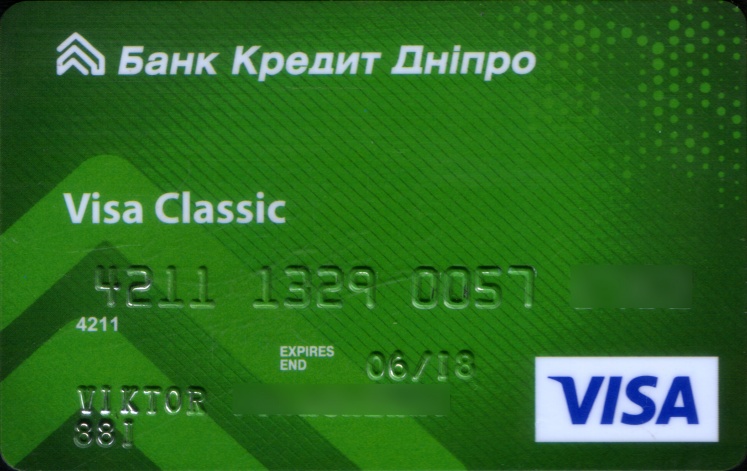 Банк Кредит Дніпро
Visa Classic
4211 1329 0057
4211
EXPIRES
END 06/18
VIKTOR
881
VISA